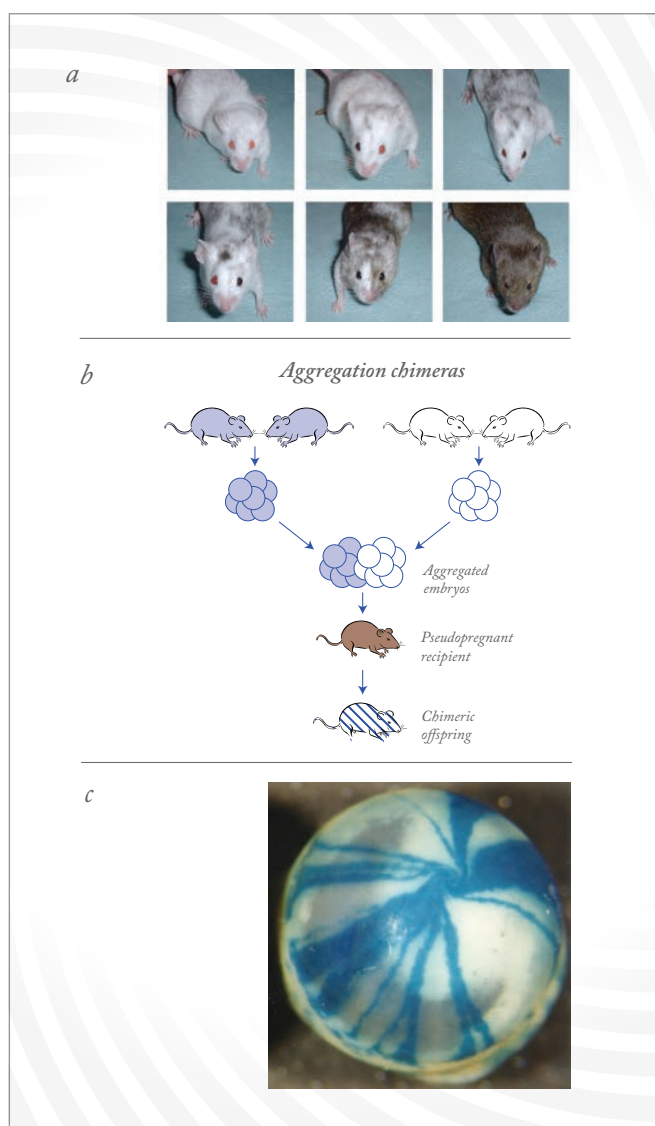 a
b
Aggregation chimeras
Aggregated
embryos
Pseudopregnant
recipient
Chimeric
offspring
c